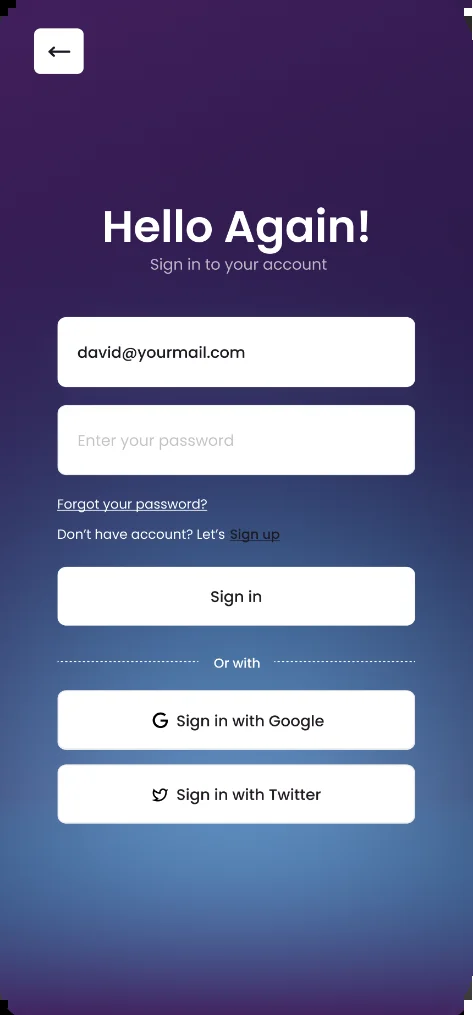 Hello Again!
Sign in to your account
david@yourmail.com
Enter your password
Forgot your password?
Don’t have account? Let’s Sign up
Sign in
Or with
Sign in with Google
Sign in with Twitter